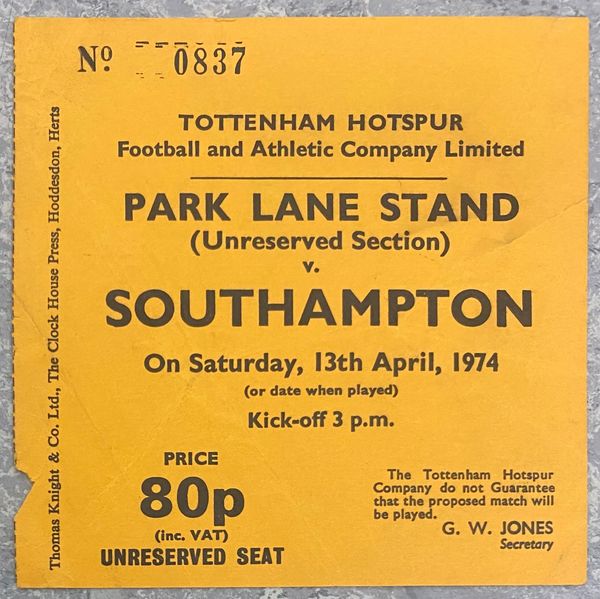 Nº 0837
TOTTENHAM HOTSPUR
Football and Athletic Company Limited
PARK LANE STAND
(Unreserved Section)
v.
SOUTHAMPTON
On Saturday, 13th April, 1974
(or date when played)
Kick-off 3 p.m.
PRICE
80p
(inc. VAT)
UNRESERVED SEAT
The Tottenham Hotspur
Company do not Guarantee
that the proposed match will
be played.
G. W. JONES
Secretary
Thomas Knight & Co. Ltd., The Clock House Press, Hoddesdon, Herts